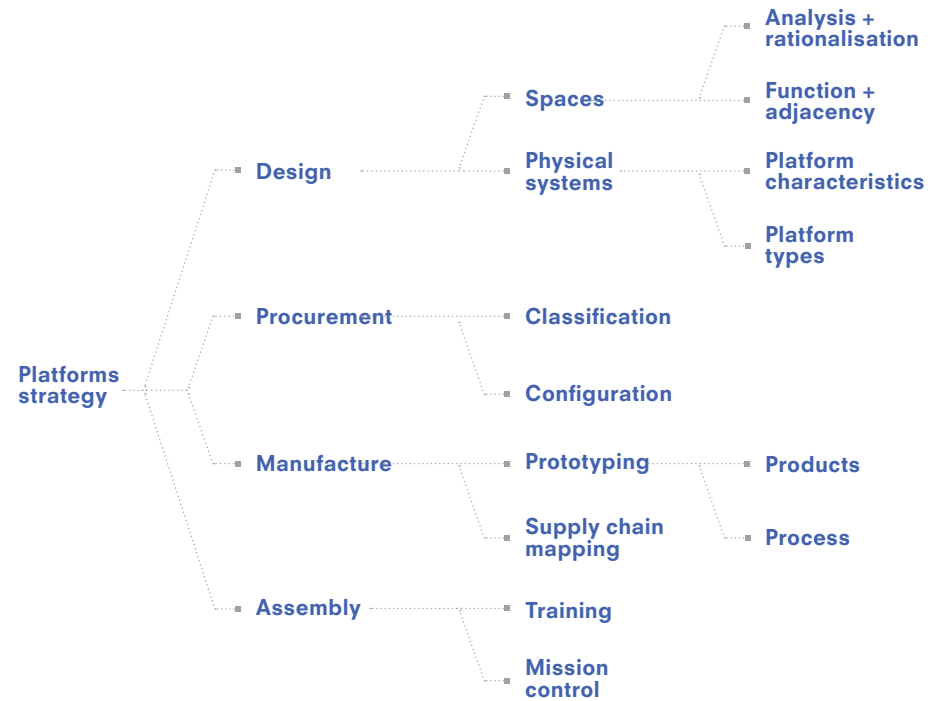 Platforms
strategy
Design
Spaces
Analysis +
rationalisation
Function +
adjacency
Physical
systems
Platform
characteristics
Platform
types
Procurement
Classification
Configuration
Manufacture
Prototyping
Products
Process
Supply chain
mapping
Assembly
Training
Mission
control